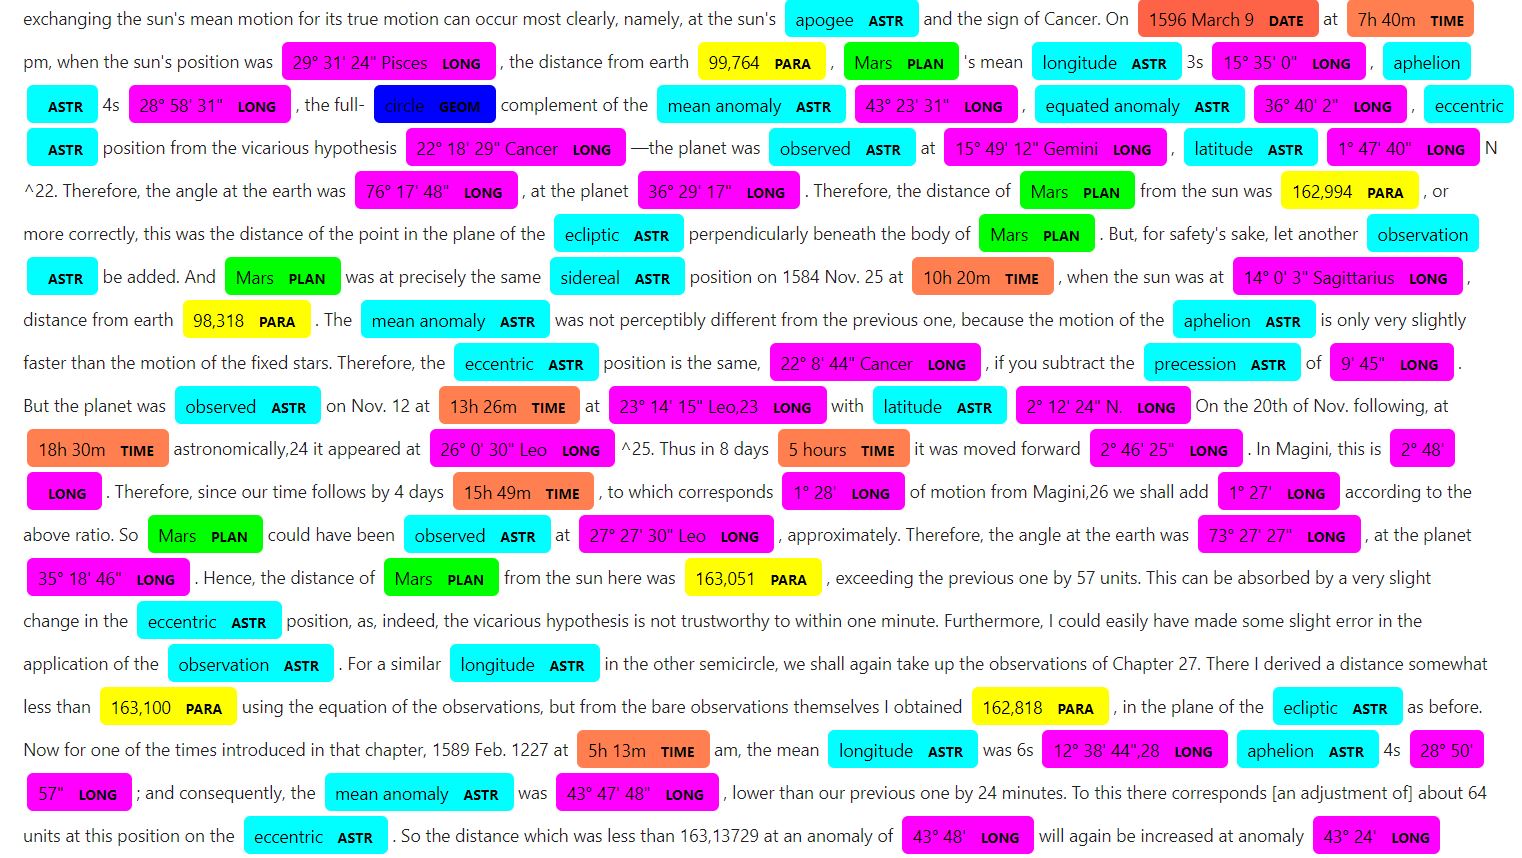 exchanging the sun's mean motion for its true motion can occur most clearly, namely, at the sun's apogee ASTR and the sign of Cancer. On 1596 March 9 DATE at 7h 40m TIME
pm, when the sun's position was 29° 31' 24" Pisces LONG , the distance from earth 99,764 PARA , Mars PLAN 's mean longitude ASTR 3s 15° 35' 0" LONG , aphelion
ASTR 4s 28° 58' 31" LONG , the full- circle GEOM complement of the mean anomaly ASTR 43° 23' 31" LONG , equated anomaly ASTR 36° 40' 2" LONG , eccentric
ASTR position from the vicarious hypothesis 22° 18' 29" Cancer LONG —the planet was observed ASTR at 15° 49' 12" Gemini LONG , latitude ASTR 1° 47' 40" LONG N
^22. Therefore, the angle at the earth was 76° 17' 48" LONG , at the planet 36° 29' 17" LONG . Therefore, the distance of Mars PLAN from the sun was 162,994 PARA , or
more correctly, this was the distance of the point in the plane of the ecliptic ASTR perpendicularly beneath the body of Mars PLAN . But, for safety's sake, let another observation
ASTR be added. And Mars PLAN was at precisely the same sidereal ASTR position on 1584 Nov. 25 at 10h 20m TIME , when the sun was at 14° 0' 3" Sagittarius LONG ,
distance from earth 98,318 PARA . The mean anomaly ASTR was not perceptibly different from the previous one, because the motion of the aphelion ASTR is only very slightly
faster than the motion of the fixed stars. Therefore, the eccentric ASTR position is the same, 22° 8' 44" Cancer LONG , if you subtract the precession ASTR of 9' 45" LONG .
But the planet was observed ASTR on Nov. 12 at 13h 26m TIME at 23° 14' 15" Leo,23 LONG with latitude ASTR 2° 12' 24" N. LONG On the 20th of Nov. following, at
18h 30m TIME astronomically,24 it appeared at 26° 0' 30" Leo LONG ^25. Thus in 8 days 5 hours TIME it was moved forward 2° 46' 25" LONG . In Magini, this is 2° 48'
LONG . Therefore, since our time follows by 4 days 15h 49m TIME , to which corresponds 1° 28' LONG of motion from Magini,26 we shall add 1° 27' LONG according to the
above ratio. So Mars PLAN could have been observed ASTR at 27° 27' 30" Leo LONG , approximately. Therefore, the angle at the earth was 73° 27' 27" LONG , at the planet
35° 18' 46" LONG . Hence, the distance of Mars PLAN from the sun here was 163,051 PARA , exceeding the previous one by 57 units. This can be absorbed by a very slight
change in the eccentric ASTR position, as, indeed, the vicarious hypothesis is not trustworthy to within one minute. Furthermore, I could easily have made some slight error in the
application of the observation ASTR . For a similar longitude ASTR in the other semicircle, we shall again take up the observations of Chapter 27. There I derived a distance somewhat
less than 163,100 PARA using the equation of the observations, but from the bare observations themselves I obtained 162,818 PARA , in the plane of the ecliptic ASTR as before.
Now for one of the times introduced in that chapter, 1589 Feb. 1227 at 5h 13m TIME am, the mean longitude ASTR was 6s 12° 38' 44",28 LONG aphelion ASTR 4s 28° 50'
57" LONG ; and consequently, the mean anomaly ASTR was 43° 47' 48" LONG , lower than our previous one by 24 minutes. To this there corresponds [an adjustment of] about 64
units at this position on the eccentric ASTR . So the distance which was less than 163,13729 at an anomaly of 43° 48' LONG will again be increased at anomaly 43° 24' LONG